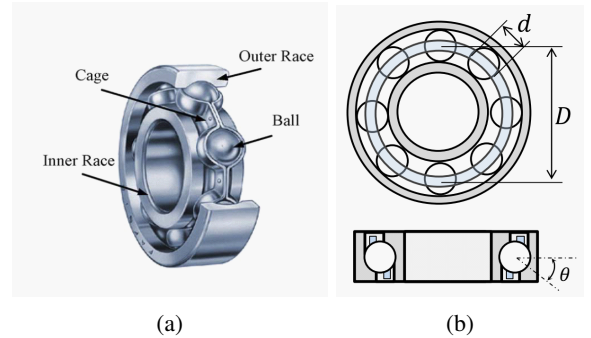 Outer Race
Cage
Ball
Inner Race
d
D
θ
(a)
(b)